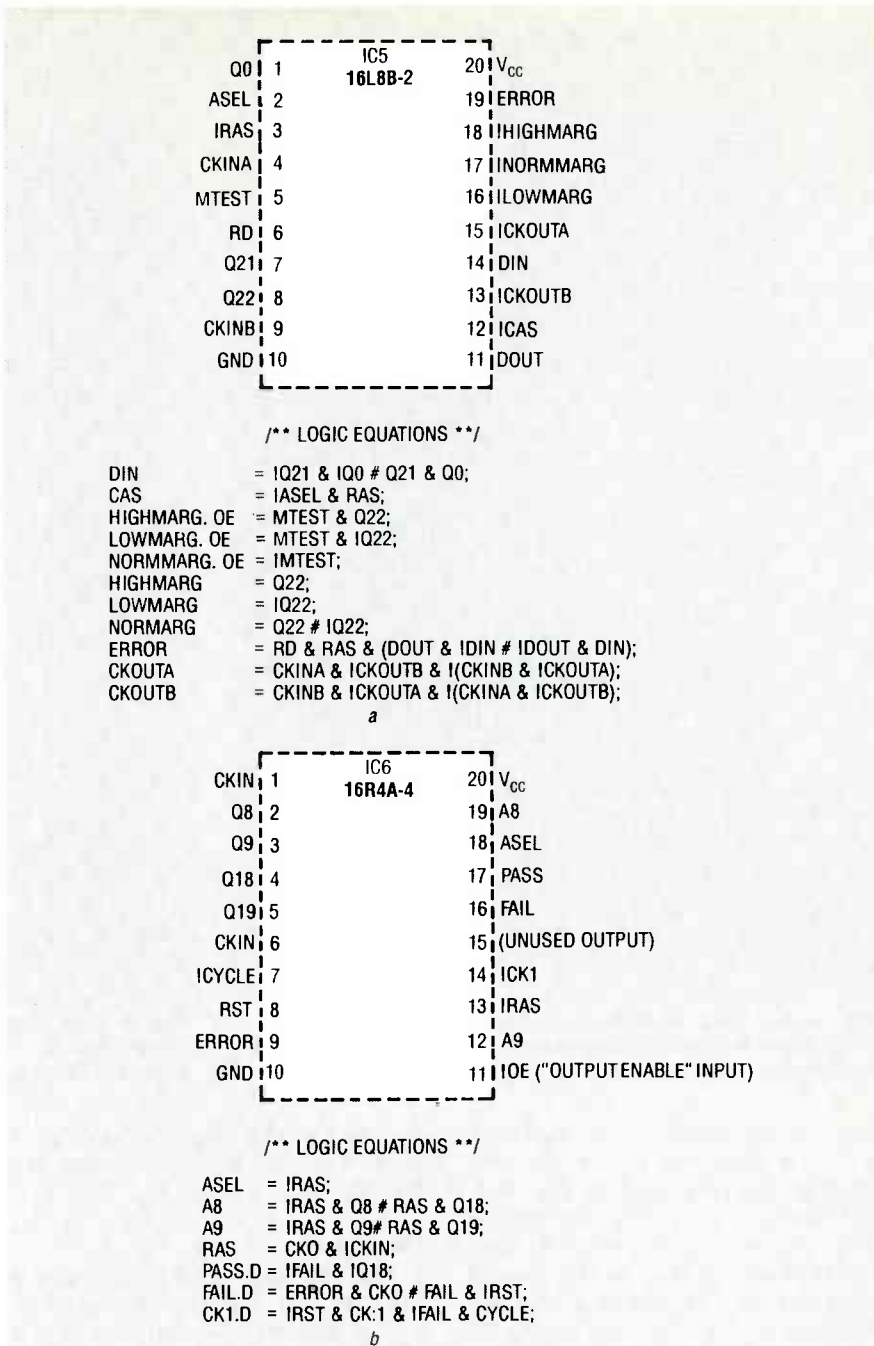 IC5
16L8B-2
Q0 1 20 VCC
ASEL 2 19 ERROR
!RAS 3 18 !HIGHMARG
CKINA 4 17 !NORMMARG
MTEST 5 16 !LOWMARG
RD 6 15 !CKOUTA
Q21 7 14 DIN
Q22 8 13 !CKOUTB
CKINB 9 12 !CAS
GND 10 11 DOUT
/** LOGIC EQUATIONS **/
DIN = !Q21 & !Q0 # Q21 & Q0;
CAS = !ASEL & RAS;
HIGHMARG. OE = MTEST & Q22;
LOWMARG. OE = MTEST & !Q22;
NORMMARG. OE = !MTEST;
HIGHMARG = Q22;
LOWMARG = !Q22;
NORMARG = Q22 # !Q22;
ERROR = RD & RAS & (DOUT & !DIN # !DOUT & DIN);
CKOUTA = CKINA & !CKOUTB & !(CKINB & !CKOUTA);
CKOUTB = CKINB & !CKOUTA & !(CKINA & !CKOUTB);
a
IC6
16R4A-4
CKIN 1 20 VCC
Q8 2 19 A8
Q9 3 18 ASEL
Q18 4 17 PASS
Q19 5 16 FAIL
CKIN 6 15 (UNUSED OUTPUT)
!CYCLE 7 14 !CK1
RST 8 13 !RAS
ERROR 9 12 A9
GND 10 11 !OE ("OUTPUT ENABLE" INPUT)
/** LOGIC EQUATIONS **/
ASEL = !RAS;
A8 = !RAS & Q8 # RAS & Q18;
A9 = !RAS & Q9# RAS & Q19;
RAS = CKO & !CKIN;
PASS.D = !FAIL & !Q18;
FAIL.D = ERROR & CKO # FAIL & !RST;
CK1.D = !RST & CK:1 & !FAIL & CYCLE;
b